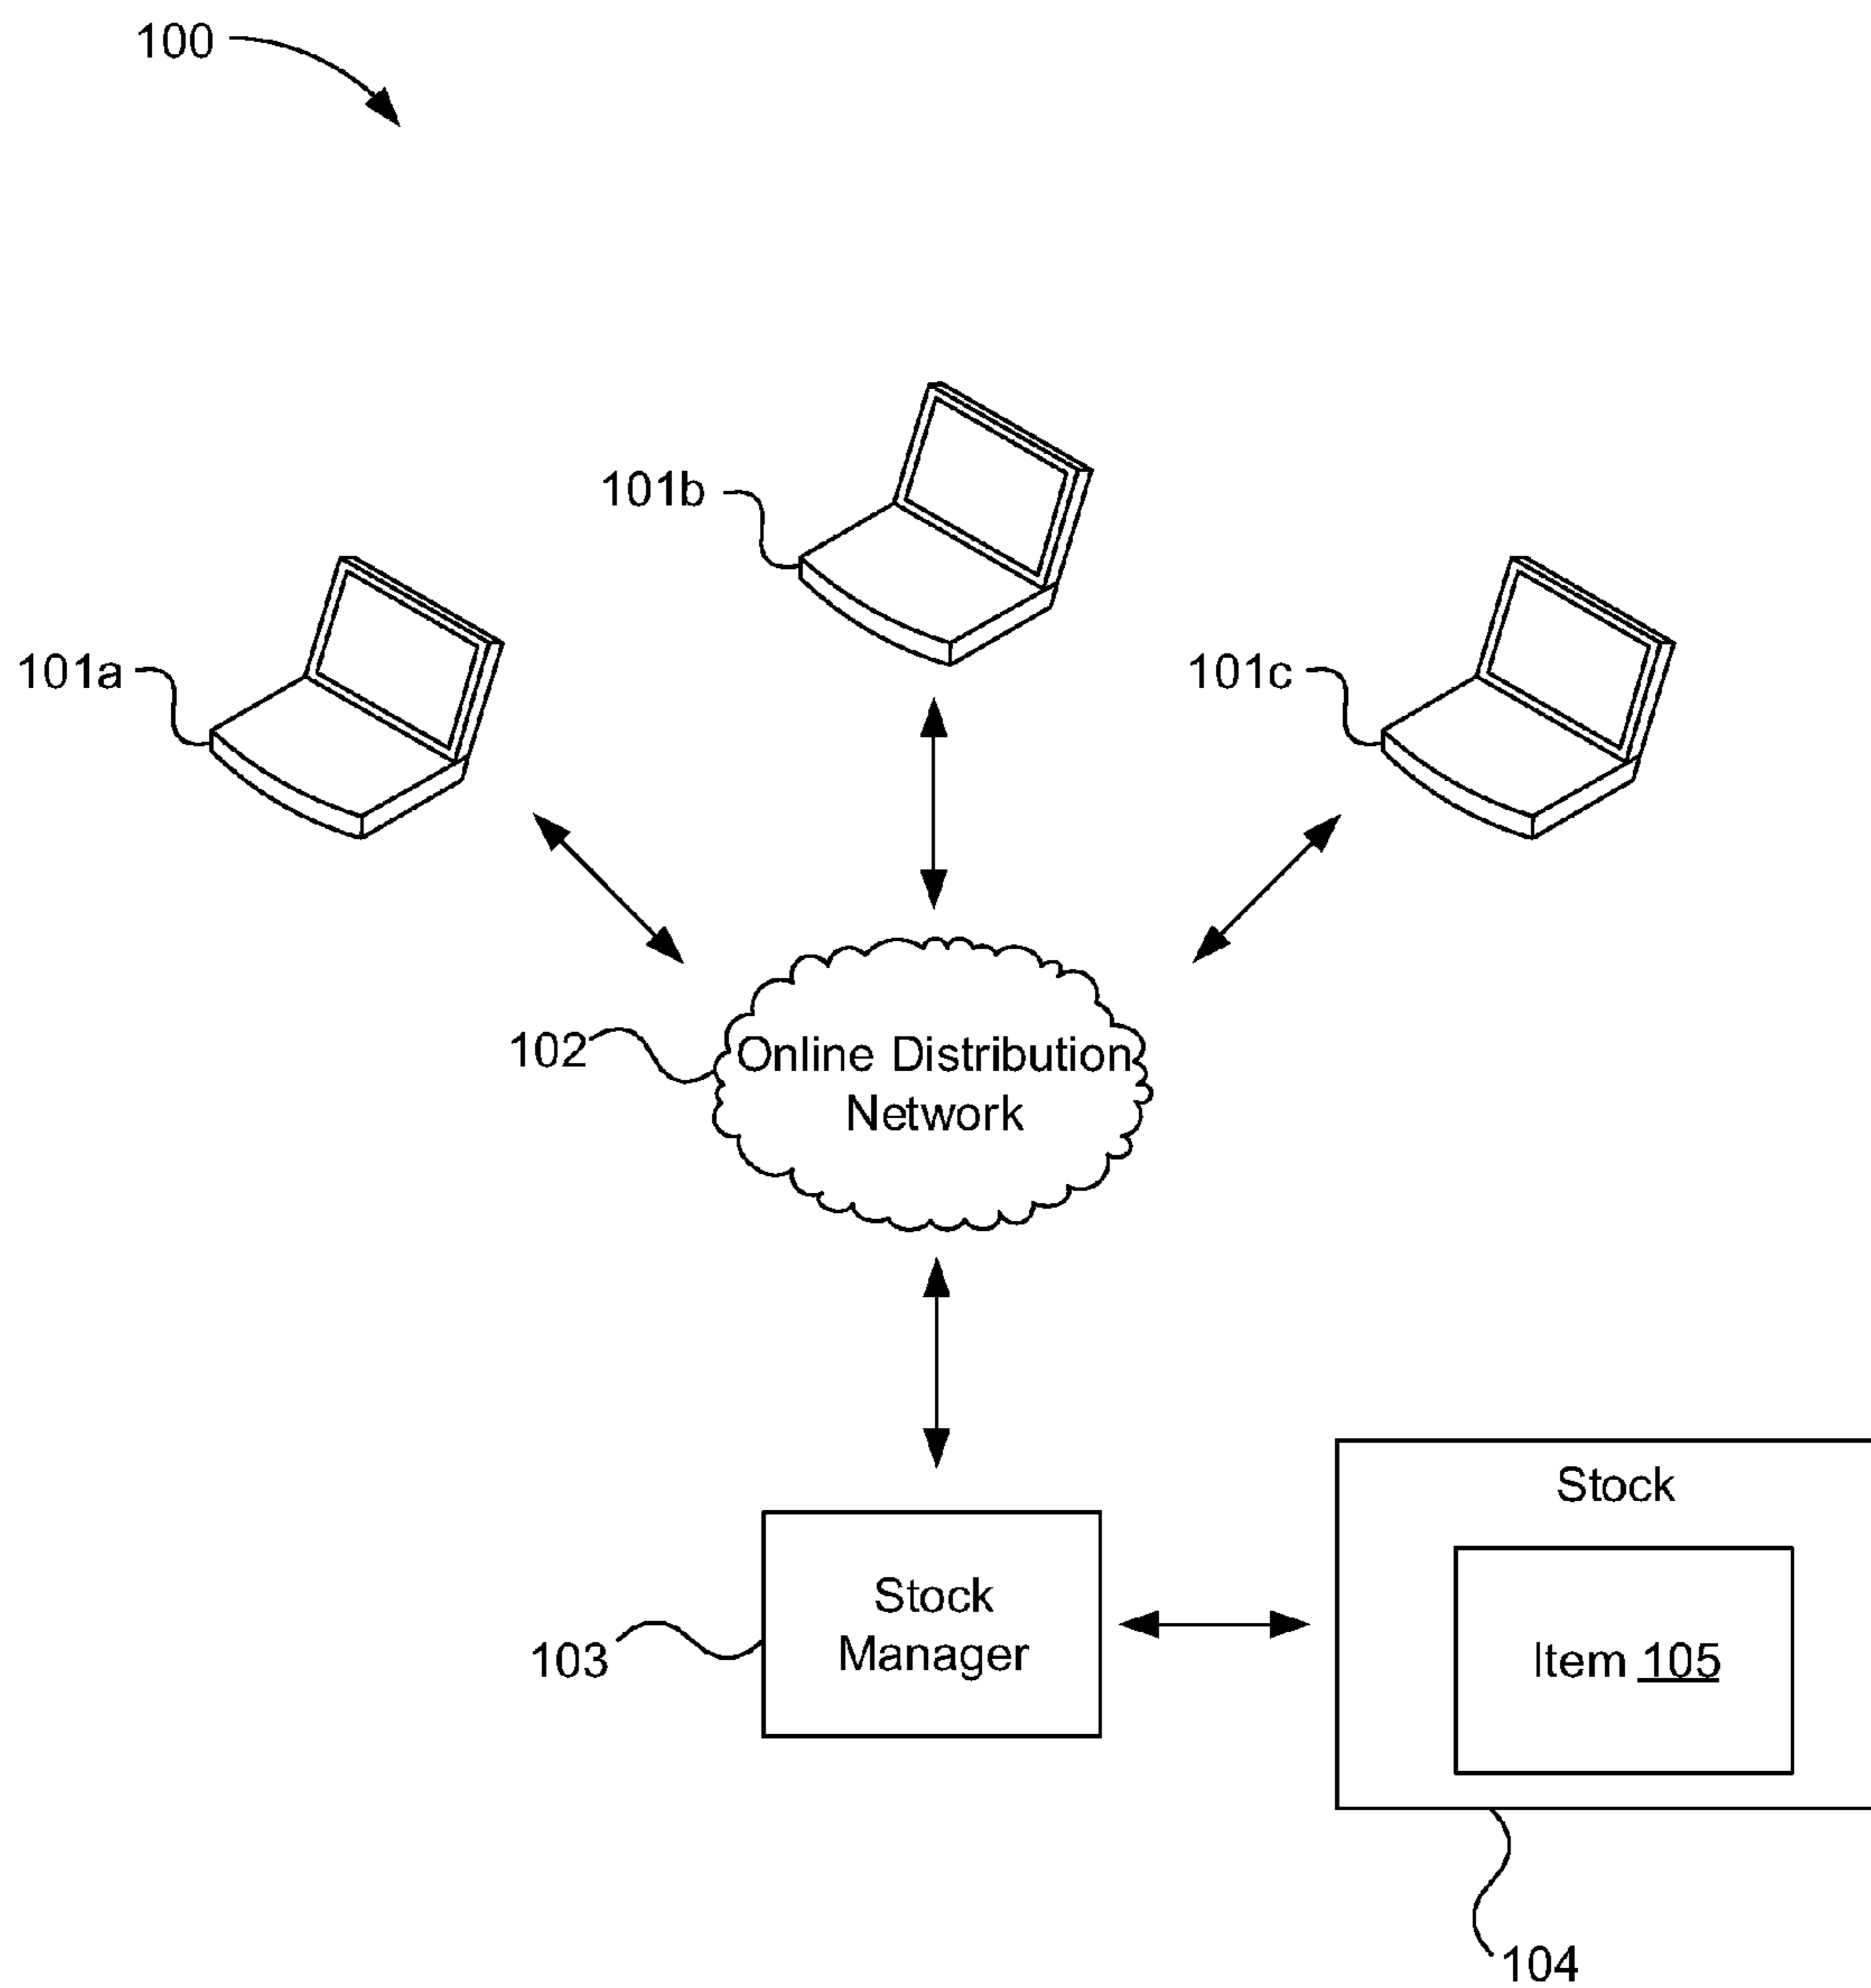 100
101b
101a
101c
102
Online Distribution
Network
Stock
Stock
Manager
103
Item 105
104